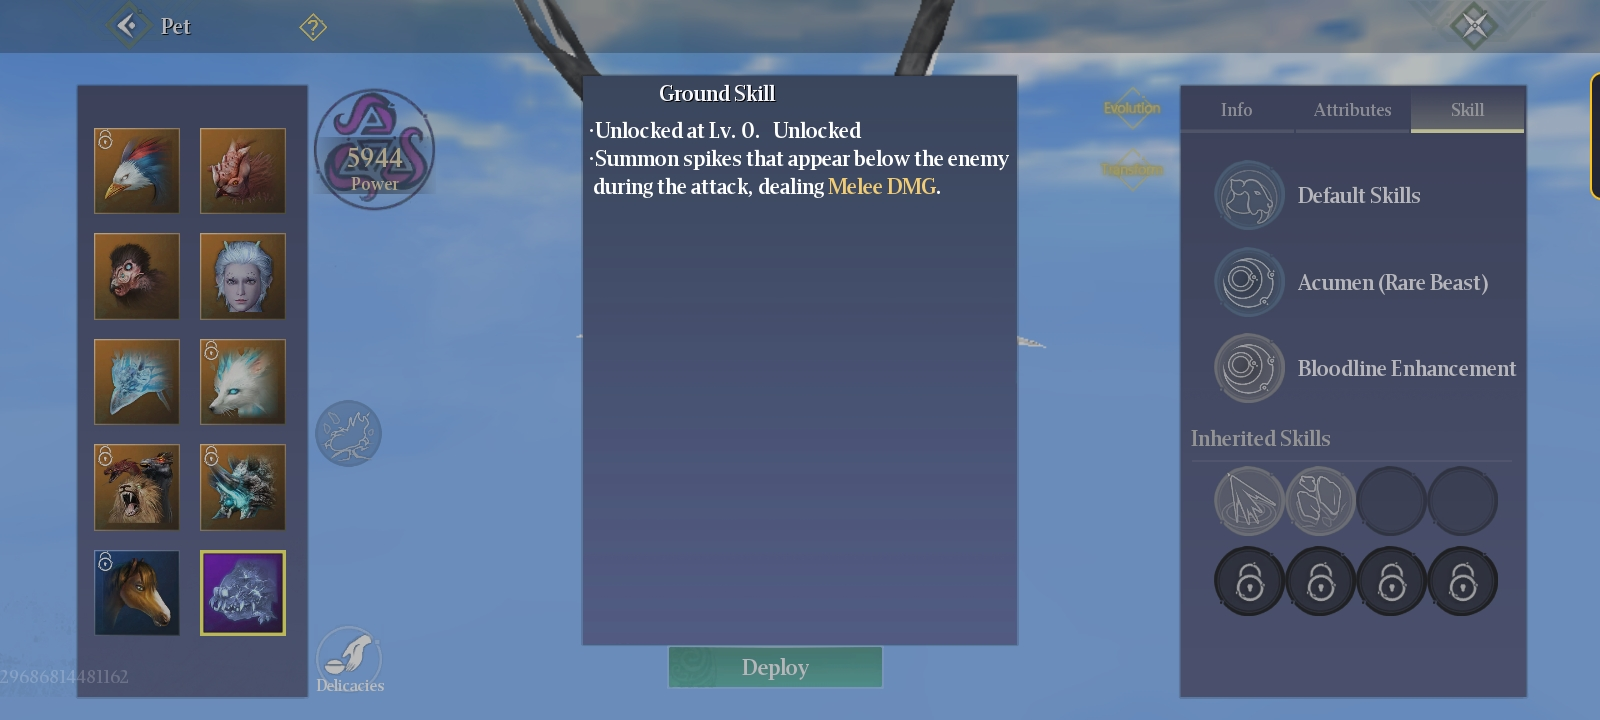 Pet
?
Ground Skill
·Unlocked at Lv. 0. Unlocked
·Summon spikes that appear below the enemy
during the attack, dealing Melee DMG.
5944
Power
Evolution
Transform
Info Attributes Skill
Default Skills
Acumen (Rare Beast)
Bloodline Enhancement
Inherited Skills
Deploy
Delicacies
29686814481162